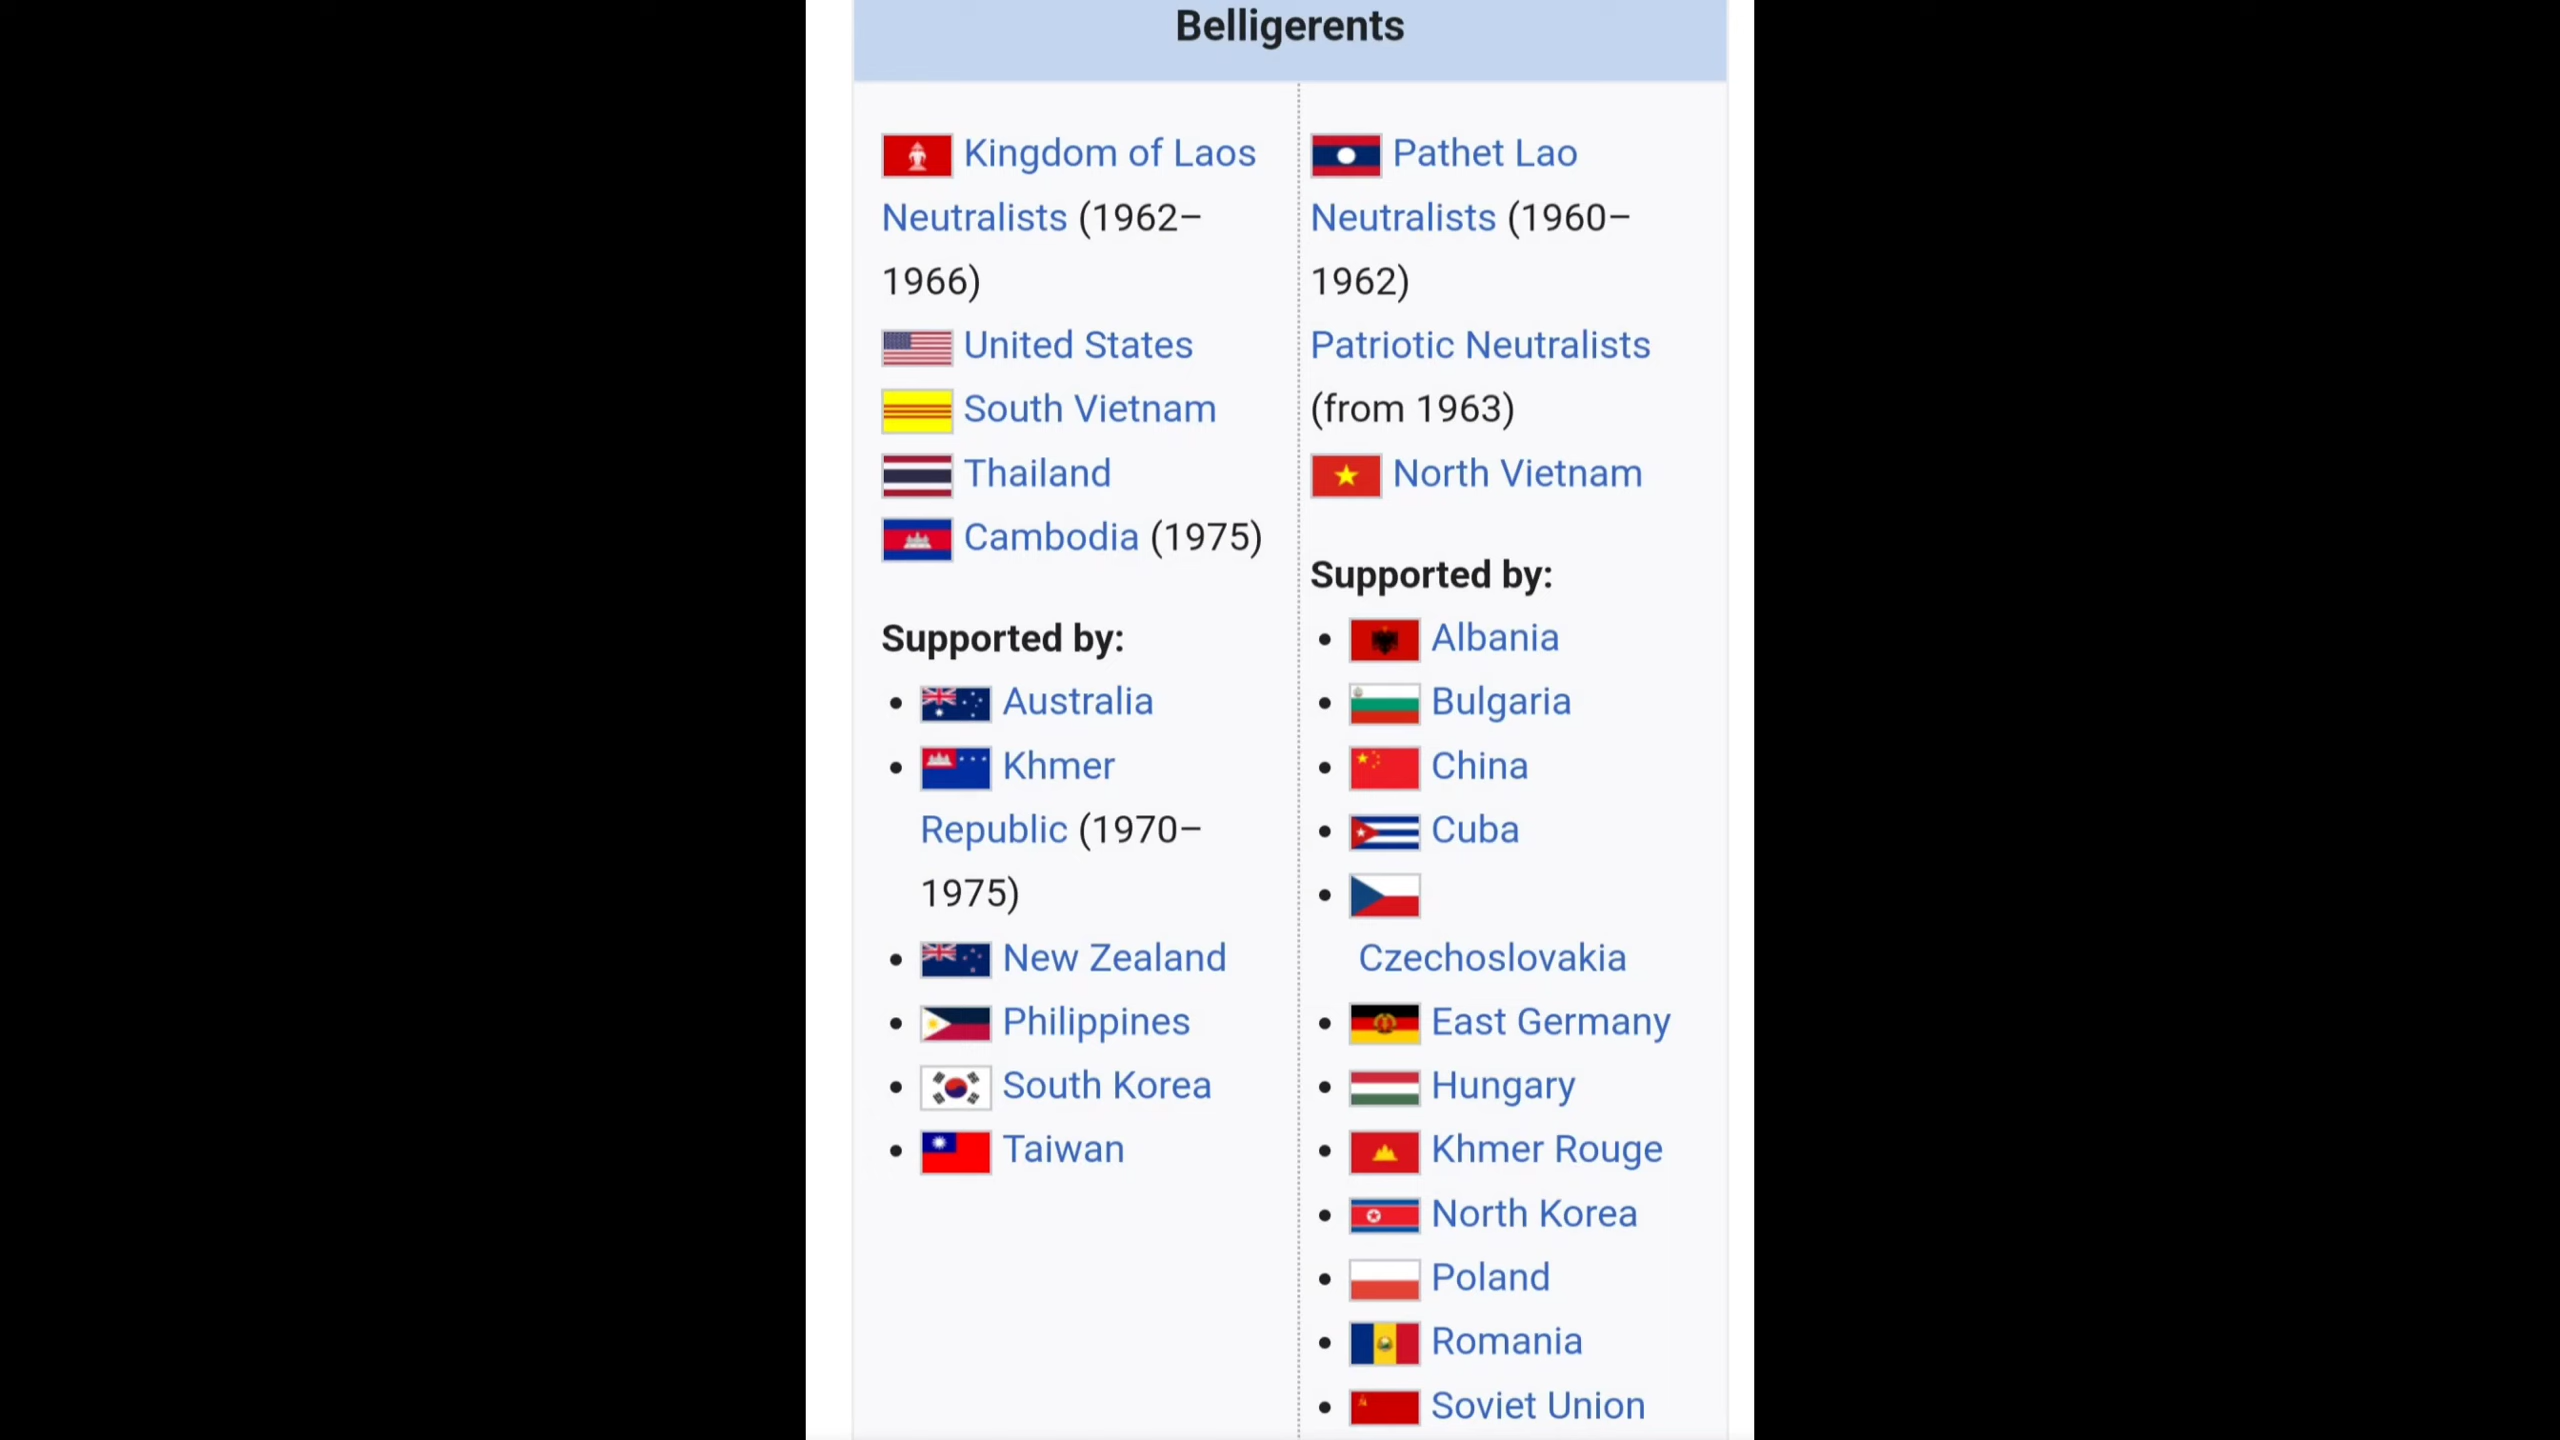 Belligerents
Kingdom of Laos
Neutralists (1962–
1966)
United States
South Vietnam
Thailand
Cambodia (1975)
Supported by:
Australia
Khmer
Republic (1970–
1975)
New Zealand
Philippines
South Korea
Taiwan
Pathet Lao
Neutralists (1960–
1962)
Patriotic Neutralists
(from 1963)
North Vietnam
Supported by:
Albania
Bulgaria
China
Cuba
Czechoslovakia
East Germany
Hungary
Khmer Rouge
North Korea
Poland
Romania
Soviet Union